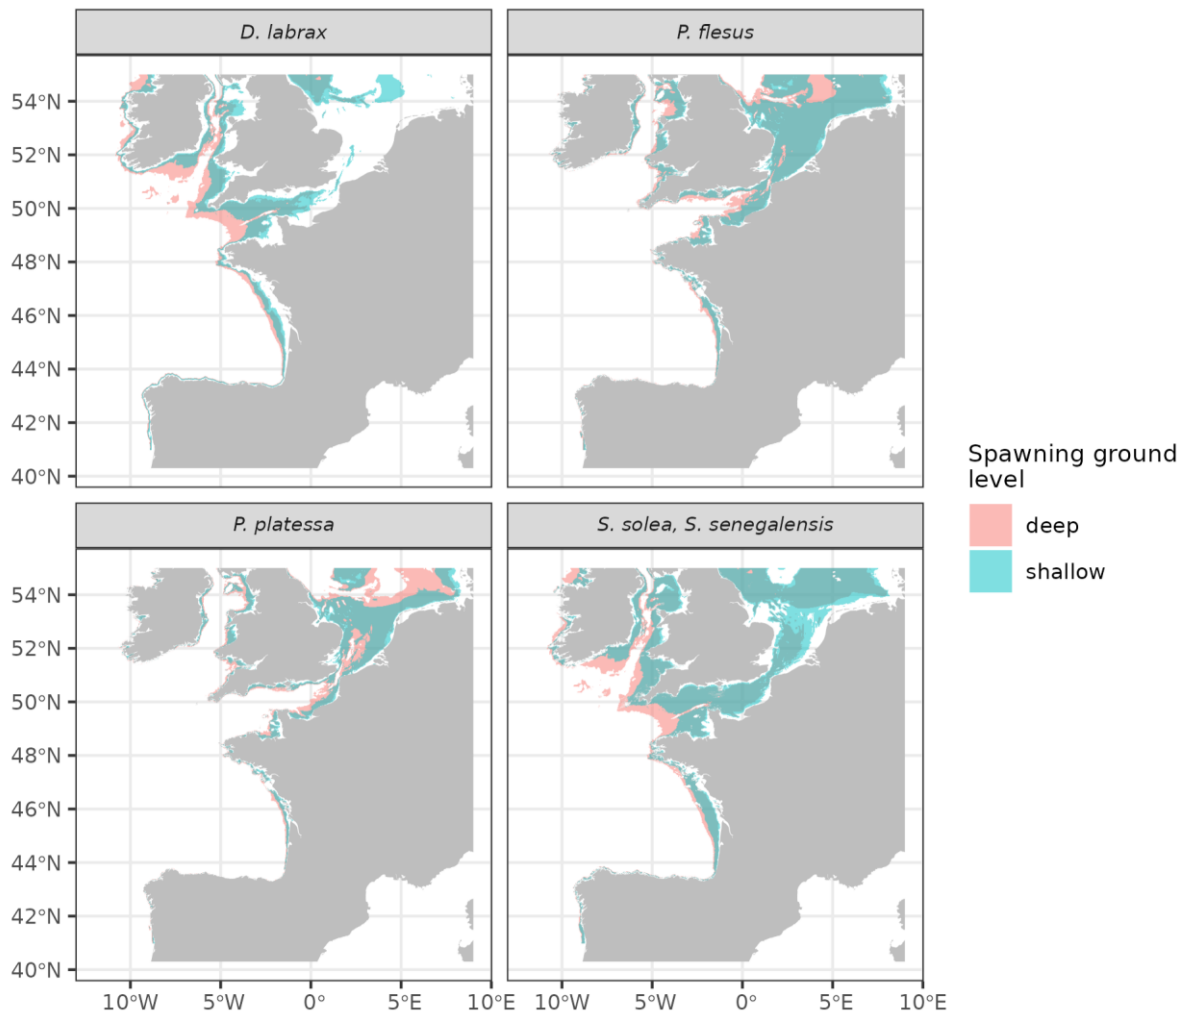 D. labrax
P. flesus
54°N
52°N
50°N
48°N
46°N
44°N
42°N
40°N
P. platessa
S. solea, S. senegalensis
54°N
52°N
50°N
48°N
46°N
44°N
42°N
40°N
10°W 5°W 0° 5°E 10°E 10°W 5°W 0° 5°E 10°E
Spawning ground
level
deep
shallow